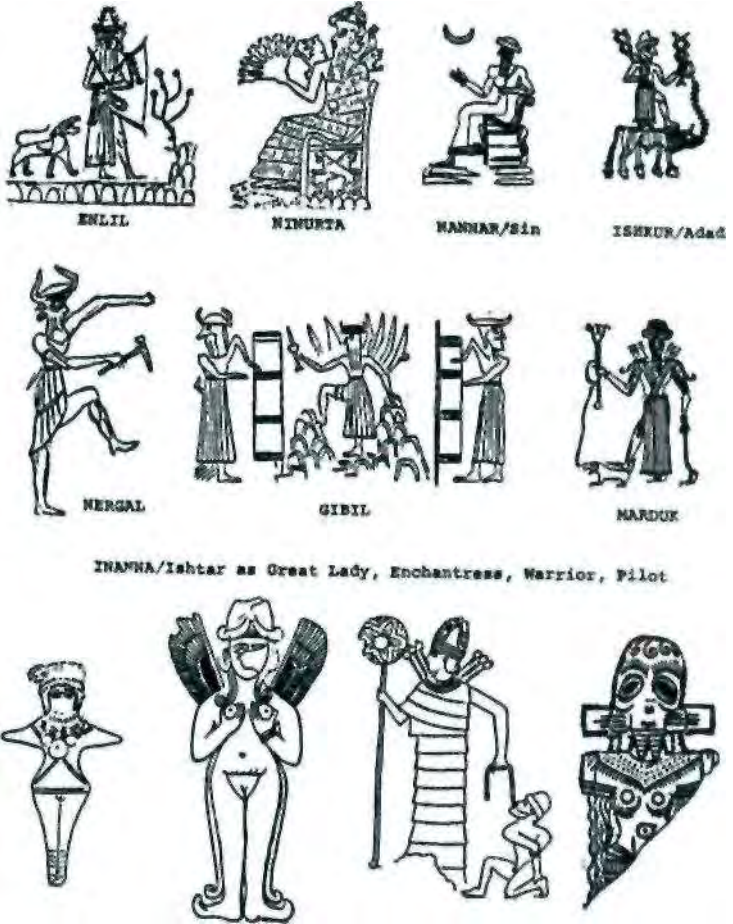 ENLIL
NINURTA
NANNAR/Sin
ISHKUR/Adad
NERGAL
GIBIL
MARDUK
INANNA/Ishtar as Great Lady, Enchantress, Warrior, Pilot